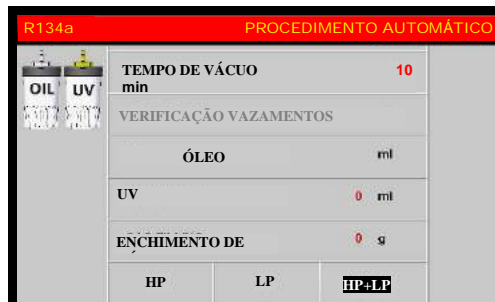 R134a PROCEDIMENTO AUTOMÁTICO
OIL UV
TEMPO DE VÁCUO 10
min
VERIFICAÇÃO VAZAMENTOS
ÓLEO ml
UV 0 ml
ENCHIMENTO DE 0 g
HP LP HP+LP